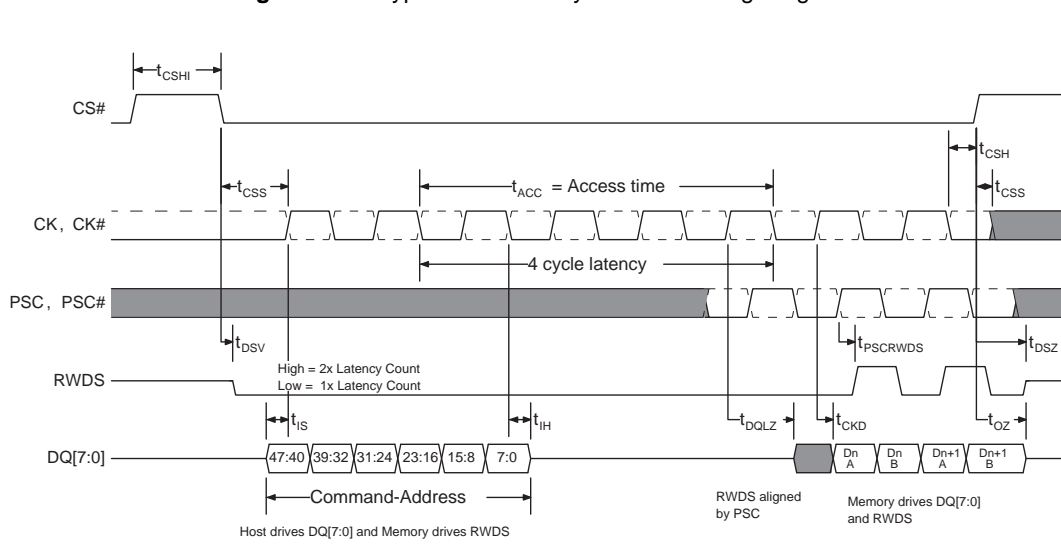 tCSHI
CS#
tCSH
tCSS
tACC = Access time
tCSS
CK, CK#
4 cycle latency
PSC, PSC#
tDSV
tPSCRWDS
tDSZ
High = 2x Latency Count
Low = 1x Latency Count
RWDS
tIS
tIH
tDQLZ
tCKD
tOZ
DQ[7:0]
47:40 39:32 31:24 23:16 15:8 7:0
Dn A
Dn B
Dn+1 A
Dn+1 B
Command-Address
RWDS aligned
by PSC
Memory drives DQ[7:0]
and RWDS
Host drives DQ[7:0] and Memory drives RWDS